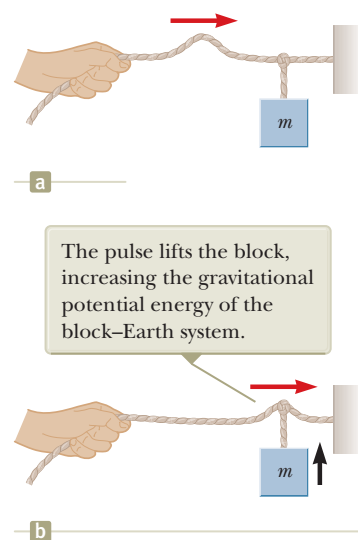 m
a
The pulse lifts the block,
increasing the gravitational
potential energy of the
block–Earth system.
m
b